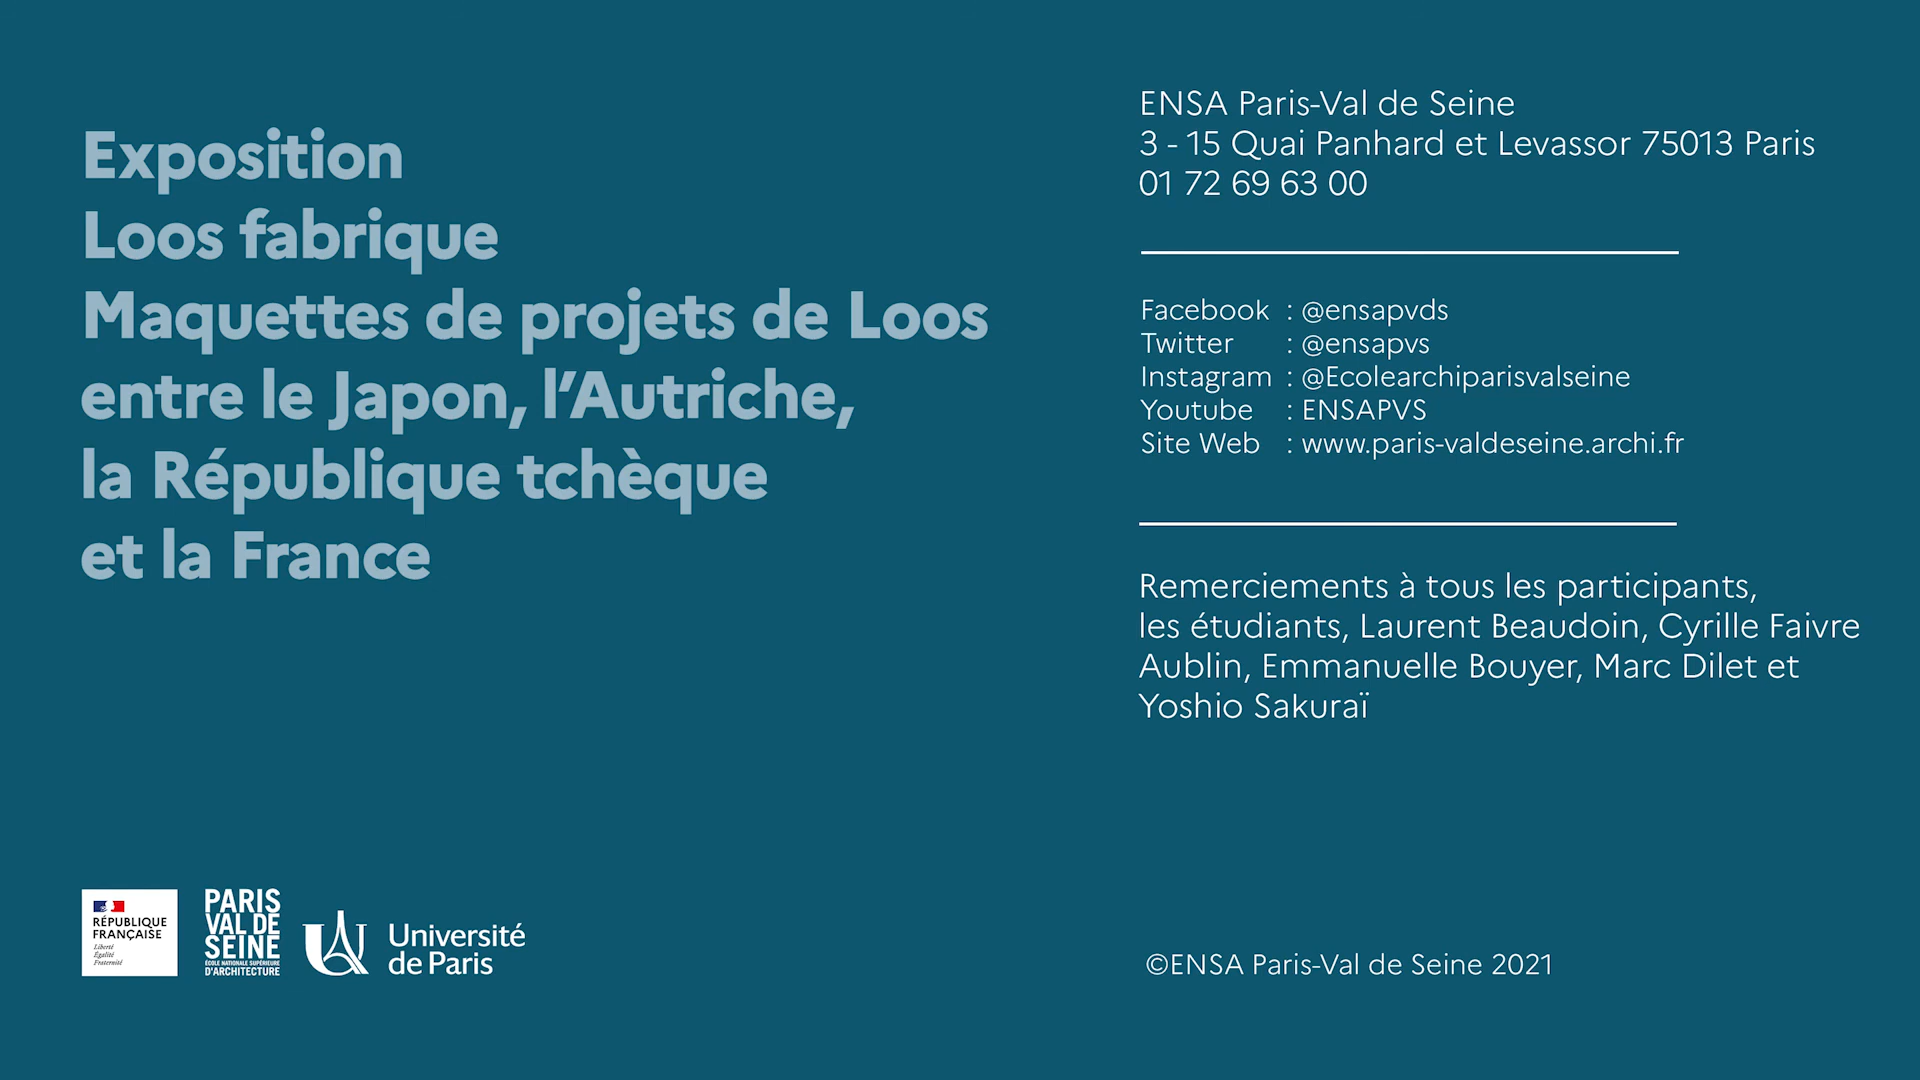 Exposition
Loos fabrique
Maquettes de projets de Loos
entre le Japon, l’Autriche,
la République tchèque
et la France
ENSA Paris-Val de Seine
3 - 15 Quai Panhard et Levassor 75013 Paris
01 72 69 63 00
Facebook : @ensapvds
Twitter : @ensapvs
Instagram : @Ecolearchiparisvalseine
Youtube : ENSAPVS
Site Web : www.paris-valdeseine.archi.fr
Remerciements à tous les participants,
les étudiants, Laurent Beaudoin, Cyrille Faivre
Aublin, Emmanuelle Bouyer, Marc Dilet et
Yoshio Sakuraï
RÉPUBLIQUE
FRANÇAISE
Liberté
Égalité
Fraternité
PARIS
VAL DE
SEINE
ÉCOLE NATIONALE SUPÉRIEURE
D'ARCHITECTURE
Université
de Paris
©ENSA Paris-Val de Seine 2021